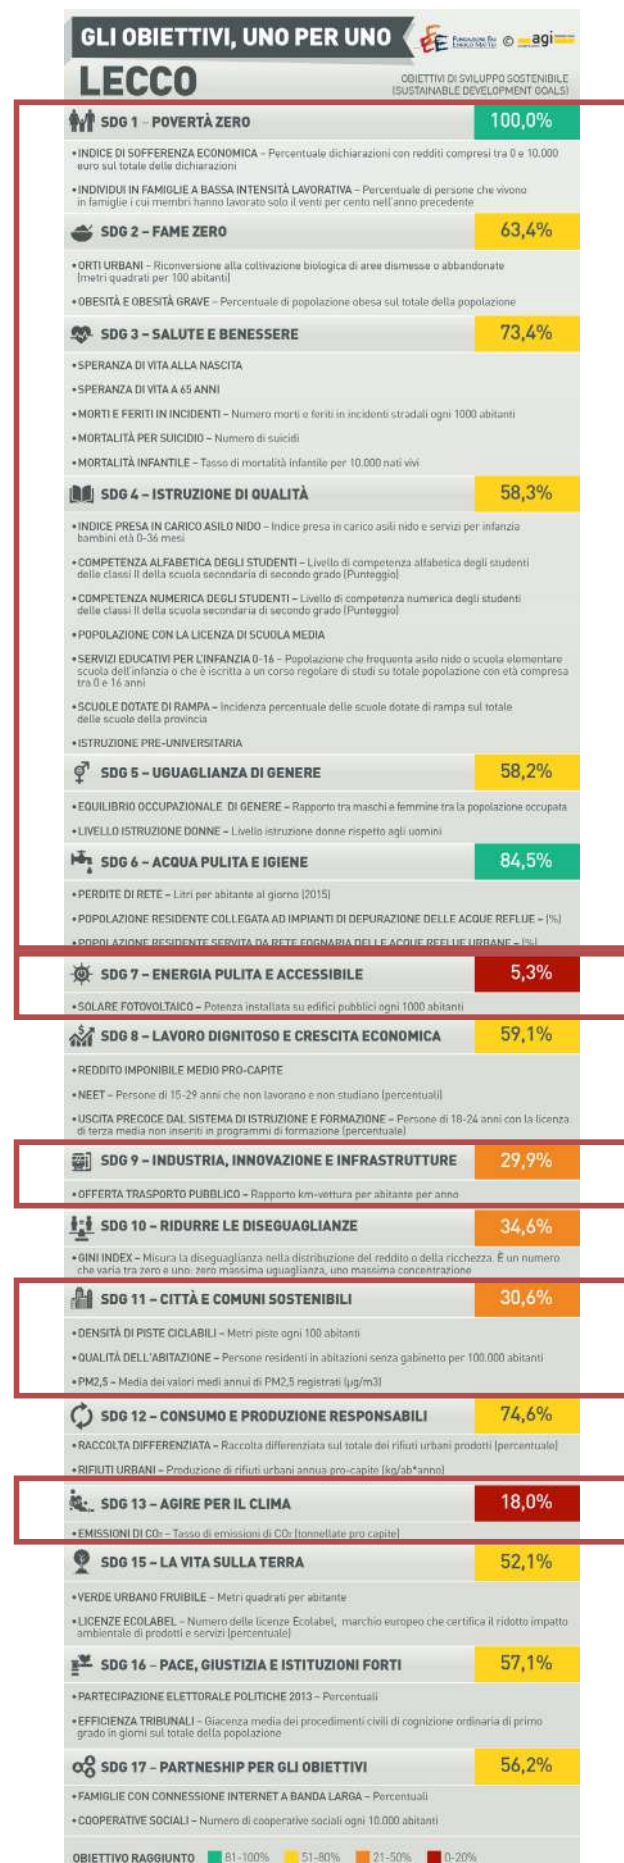 GLI OBIETTIVI, UNO PER UNO
FONDAZIONE ENI
ENRICO MATTEI
© agi
LECCO
OBIETTIVI DI SVILUPPO SOSTENIBILE
(SUSTAINABLE DEVELOPMENT GOALS)
SDG 1 – POVERTÀ ZERO 100,0%
• INDICE DI SOFFERENZA ECONOMICA – Percentuale dichiarazioni con redditi compresi tra 0 e 10.000
euro sul totale delle dichiarazioni
• INDIVIDUI IN FAMIGLIE A BASSA INTENSITÀ LAVORATIVA – Percentuale di persone che vivono
in famiglie i cui membri hanno lavorato solo il venti per cento nell'anno precedente
SDG 2 – FAME ZERO 63,4%
• ORTI URBANI – Riconversione alla coltivazione biologica di aree dismesse o abbandonate
(metri quadrati per 100 abitanti)
• OBESITÀ E OBESITÀ GRAVE – Percentuale di popolazione obesa sul totale della popolazione
SDG 3 – SALUTE E BENESSERE 73,4%
• SPERANZA DI VITA ALLA NASCITA
• SPERANZA DI VITA A 65 ANNI
• MORTI E FERITI IN INCIDENTI – Numero morti e feriti in incidenti stradali ogni 1000 abitanti
• MORTALITÀ PER SUICIDIO – Numero di suicidi
• MORTALITÀ INFANTILE – Tasso di mortalità infantile per 10.000 nati vivi
SDG 4 – ISTRUZIONE DI QUALITÀ 58,3%
• INDICE PRESA IN CARICO ASILO NIDO – Indice presa in carico asili nido e servizi per infanzia
bambini età 0-36 mesi
• COMPETENZA ALFABETICA DEGLI STUDENTI – Livello di competenza alfabetica degli studenti
delle classi II della scuola secondaria di secondo grado (Punteggio)
• COMPETENZA NUMERICA DEGLI STUDENTI – Livello di competenza numerica degli studenti
delle classi II della scuola secondaria di secondo grado (Punteggio)
• POPOLAZIONE CON LA LICENZA DI SCUOLA MEDIA
• SERVIZI EDUCATIVI PER L'INFANZIA 0-16 – Popolazione che frequenta asilo nido o scuola elementare
scuola dell'infanzia o che è iscritta a un corso regolare di studi su totale popolazione con età compresa
tra 0 e 16 anni
• SCUOLE DOTATE DI RAMPA – Incidenza percentuale delle scuole dotate di rampa sul totale
delle scuole della provincia
• ISTRUZIONE PRE-UNIVERSITARIA
SDG 5 – UGUAGLIANZA DI GENERE 58,2%
• EQUILIBRIO OCCUPAZIONALE DI GENERE – Rapporto tra maschi e femmine tra la popolazione occupata
• LIVELLO ISTRUZIONE DONNE – Livello istruzione donne rispetto agli uomini
SDG 6 – ACQUA PULITA E IGIENE 84,5%
• PERDITE DI RETE – Litri per abitante al giorno (2015)
• POPOLAZIONE RESIDENTE COLLEGATA AD IMPIANTI DI DEPURAZIONE DELLE ACQUE REFLUE – (%)
• POPOLAZIONE RESIDENTE SERVITA DA RETE FOGNARIA DELLE ACQUE REFLUE URBANE – (%)
SDG 7 – ENERGIA PULITA E ACCESSIBILE 5,3%
• SOLARE FOTOVOLTAICO – Potenza installata su edifici pubblici ogni 1000 abitanti
SDG 8 – LAVORO DIGNITOSO E CRESCITA ECONOMICA 59,1%
• REDDITO IMPONIBILE MEDIO PRO-CAPITE
• NEET – Persone di 15-29 anni che non lavorano e non studiano (percentuali)
• USCITA PRECOCE DAL SISTEMA DI ISTRUZIONE E FORMAZIONE – Persone di 18-24 anni con la licenza
di terza media non inseriti in programmi di formazione (percentuale)
SDG 9 – INDUSTRIA, INNOVAZIONE E INFRASTRUTTURE 29,9%
• OFFERTA TRASPORTO PUBBLICO – Rapporto km-vettura per abitante per anno
SDG 10 – RIDURRE LE DISEGUAGLIANZE 34,6%
• GINI INDEX – Misura la diseguaglianza nella distribuzione del reddito o della ricchezza. È un numero
che varia tra zero e uno: zero massima uguaglianza, uno massima concentrazione
SDG 11 – CITTÀ E COMUNI SOSTENIBILI 30,6%
• DENSITÀ DI PISTE CICLABILI – Metri piste ogni 100 abitanti
• QUALITÀ DELL'ABITAZIONE – Persone residenti in abitazioni senza gabinetto per 100.000 abitanti
• PM2,5 – Media dei valori medi annui di PM2,5 registrati (µg/m3)
SDG 12 – CONSUMO E PRODUZIONE RESPONSABILI 74,6%
• RACCOLTA DIFFERENZIATA – Raccolta differenziata sul totale dei rifiuti urbani prodotti (percentuale)
• RIFIUTI URBANI – Produzione di rifiuti urbani annua pro-capite (kg/ab*anno)
SDG 13 – AGIRE PER IL CLIMA 18,0%
• EMISSIONI DI CO₂ – Tasso di emissioni di CO₂ (tonnellate pro capite)
SDG 15 – LA VITA SULLA TERRA 52,1%
• VERDE URBANO FRUIBILE – Metri quadrati per abitante
• LICENZE ECOLABEL – Numero delle licenze Ecolabel, marchio europeo che certifica il ridotto impatto
ambientale di prodotti e servizi (percentuale)
SDG 16 – PACE, GIUSTIZIA E ISTITUZIONI FORTI 57,1%
• PARTECIPAZIONE ELETTORALE POLITICHE 2013 – Percentuali
• EFFICIENZA TRIBUNALI – Giacenza media dei procedimenti civili di cognizione ordinaria di primo
grado in giorni sul totale della popolazione
SDG 17 – PARTNESHIP PER GLI OBIETTIVI 56,2%
• FAMIGLIE CON CONNESSIONE INTERNET A BANDA LARGA – Percentuali
• COOPERATIVE SOCIALI – Numero di cooperative sociali ogni 10.000 abitanti
OBIETTIVO RAGGIUNTO 81-100% 51-80% 21-50% 0-20%